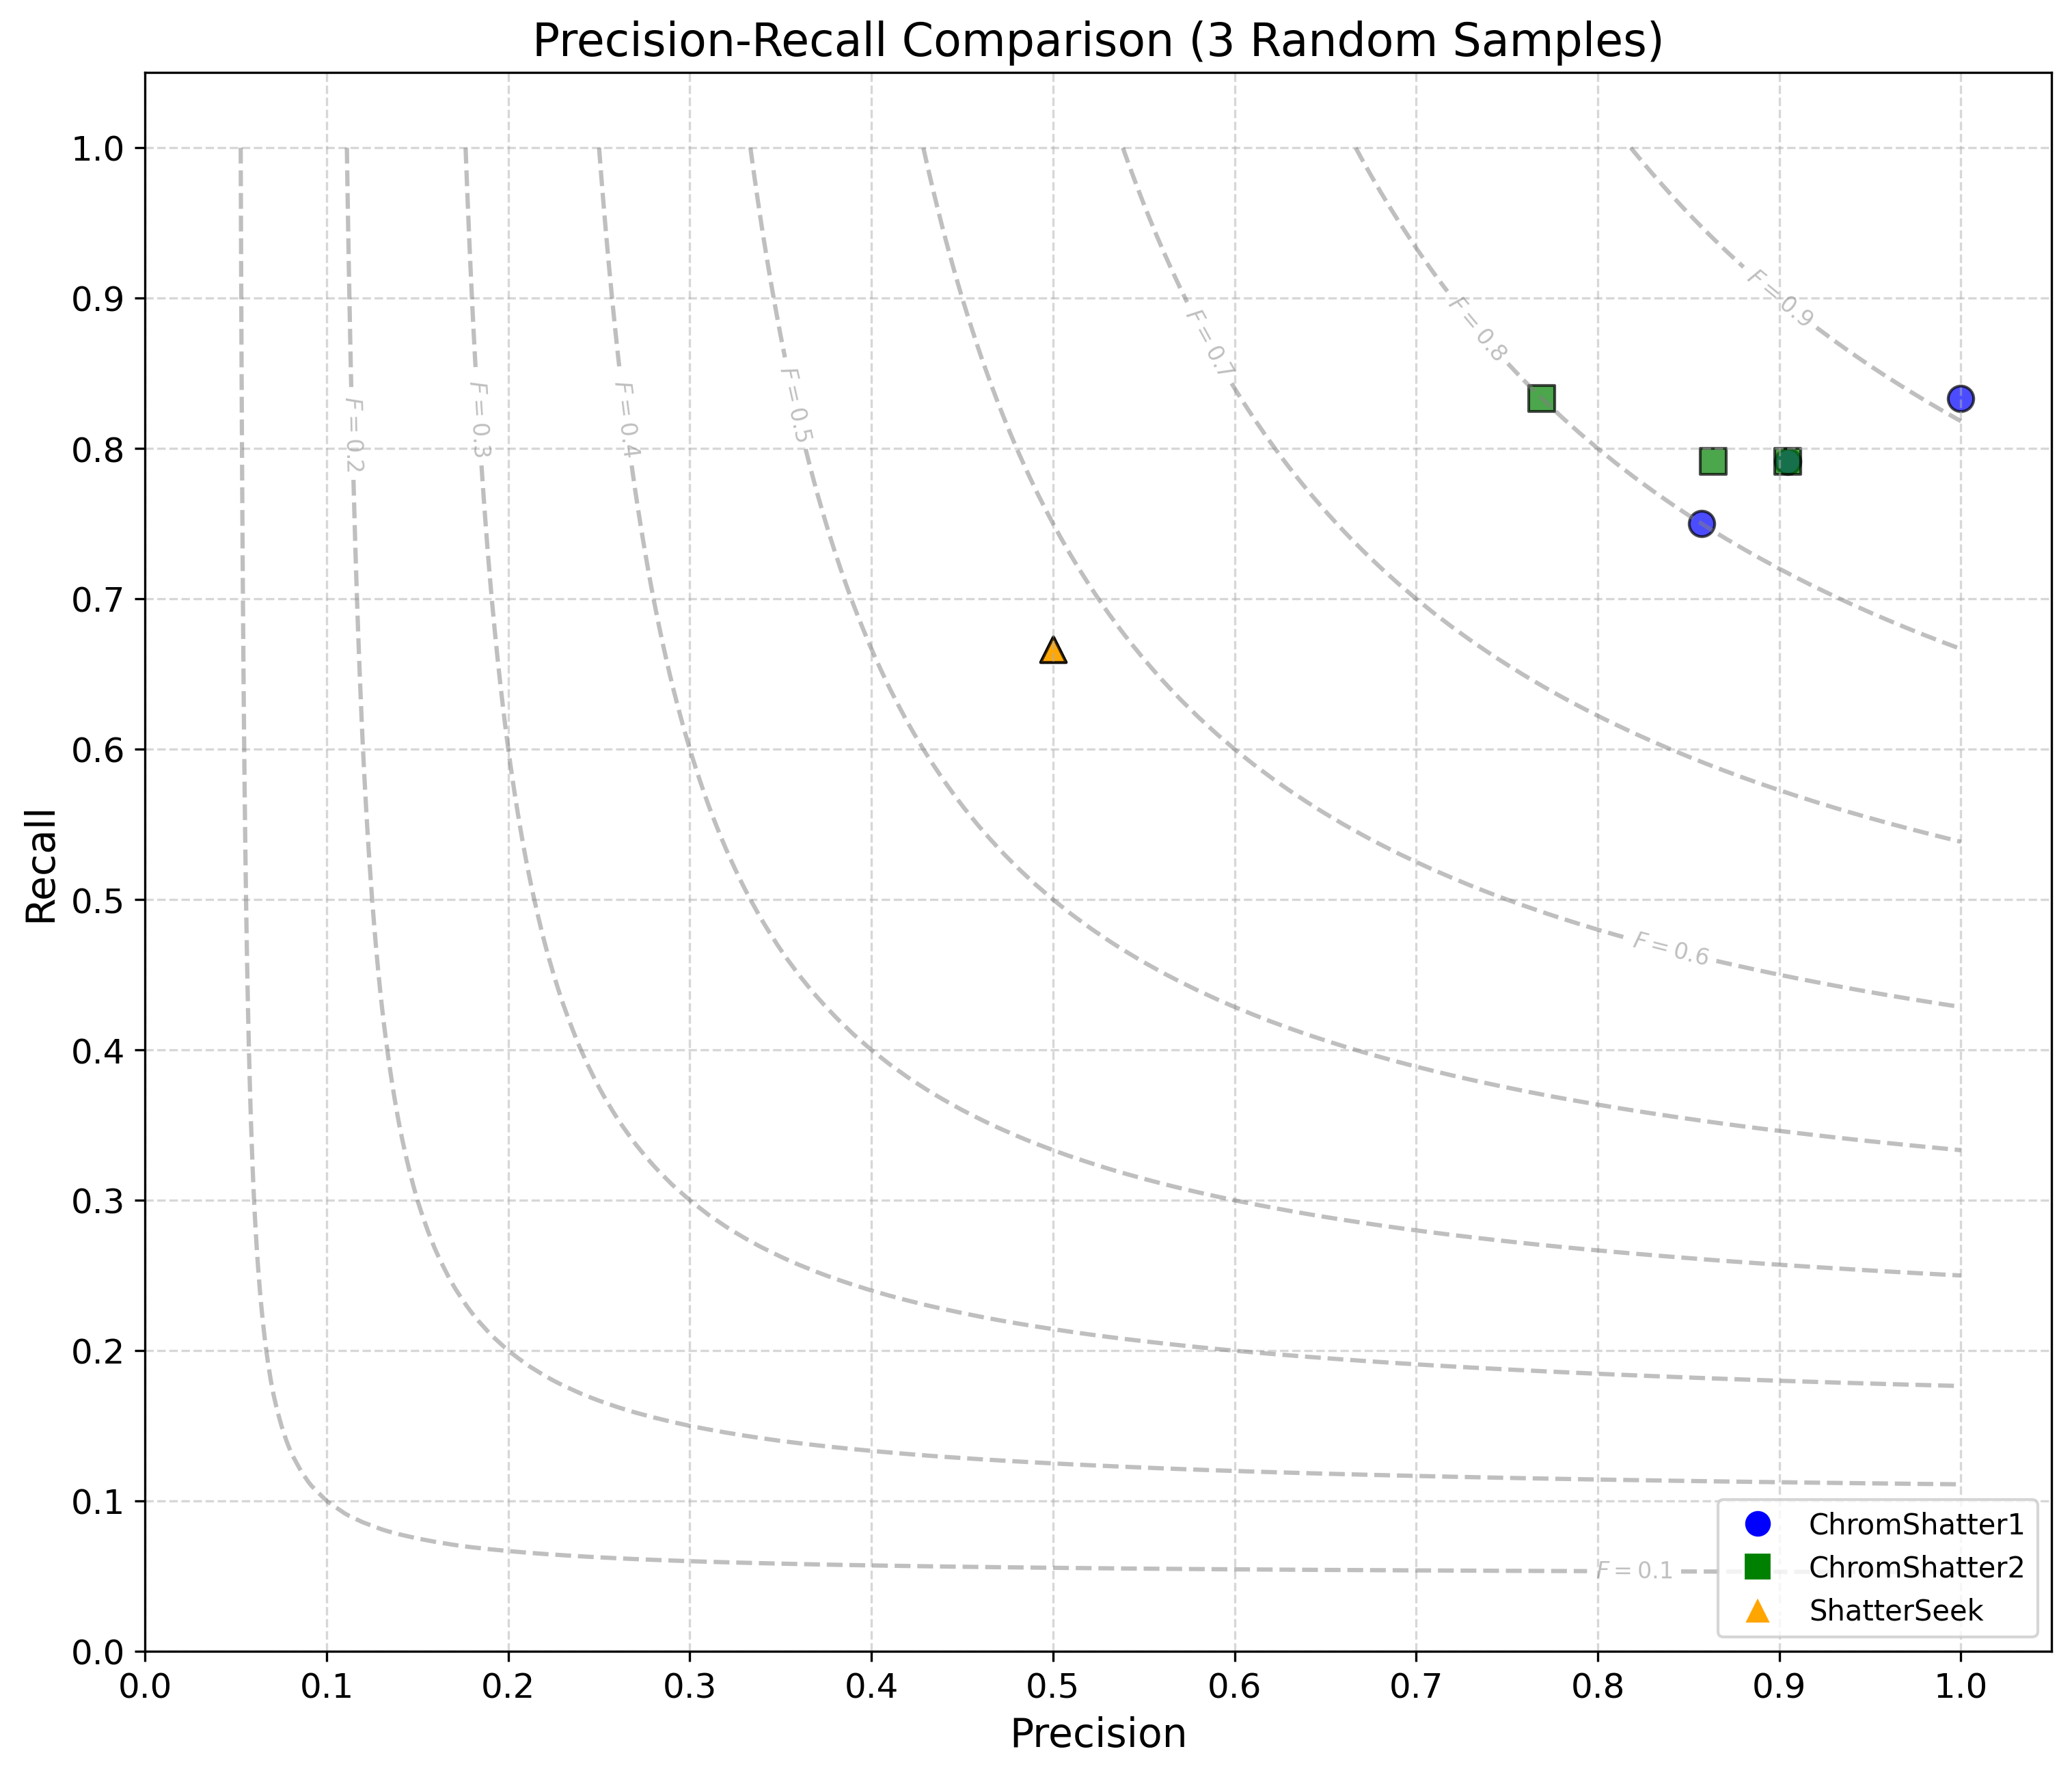 Precision-Recall Comparison (3 Random Samples)
1.0
0.9
0.8
0.7
0.6
0.5
0.4
0.3
0.2
0.1
0.0
Recall
F=0.2
F=0.3
F=0.4
F=0.5
F=0.7
F=0.8
F=0.9
F=0.6
F=0.1
ChromShatter1
ChromShatter2
ShatterSeek
0.0 0.1 0.2 0.3 0.4 0.5 0.6 0.7 0.8 0.9 1.0
Precision